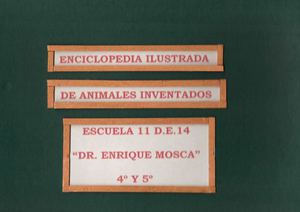 ENCICLOPEDIA ILUSTRADA
DE ANIMALES INVENTADOS
ESCUELA 11 D.E.14
"DR. ENRIQUE MOSCA"
4º Y 5º